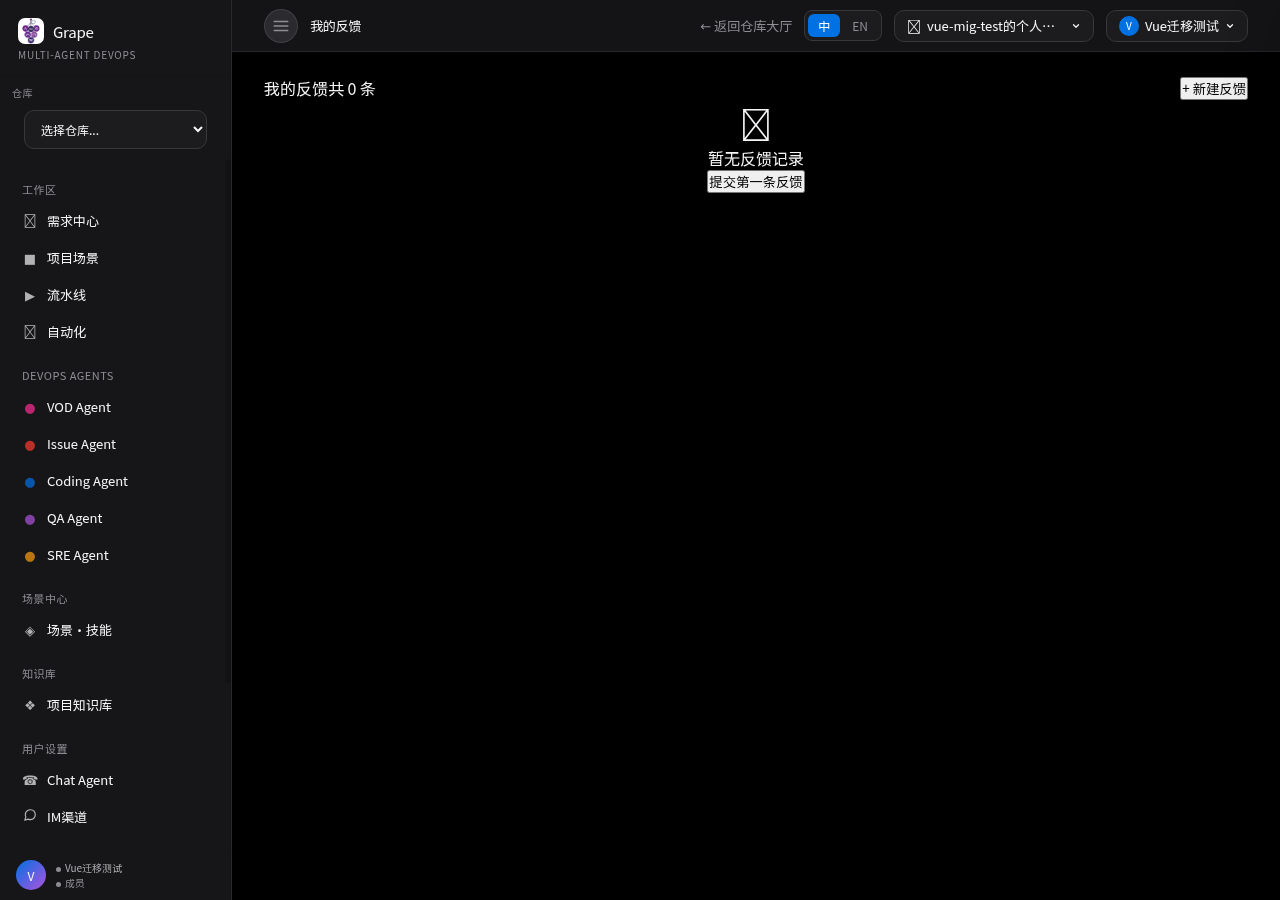 Grape
MULTI-AGENT DEVOPS
仓库
选择仓库...
工作区
需求中心
项目场景
流水线
自动化
DEVOPS AGENTS
VOD Agent
Issue Agent
Coding Agent
QA Agent
SRE Agent
场景中心
场景・技能
知识库
项目知识库
用户设置
Chat Agent
IM渠道
V
Vue迁移测试
成员
我的反馈
← 返回仓库大厅
中
EN
vue-mig-test的个人…
V
Vue迁移测试
我的反馈共 0 条
+ 新建反馈
暂无反馈记录
提交第一条反馈